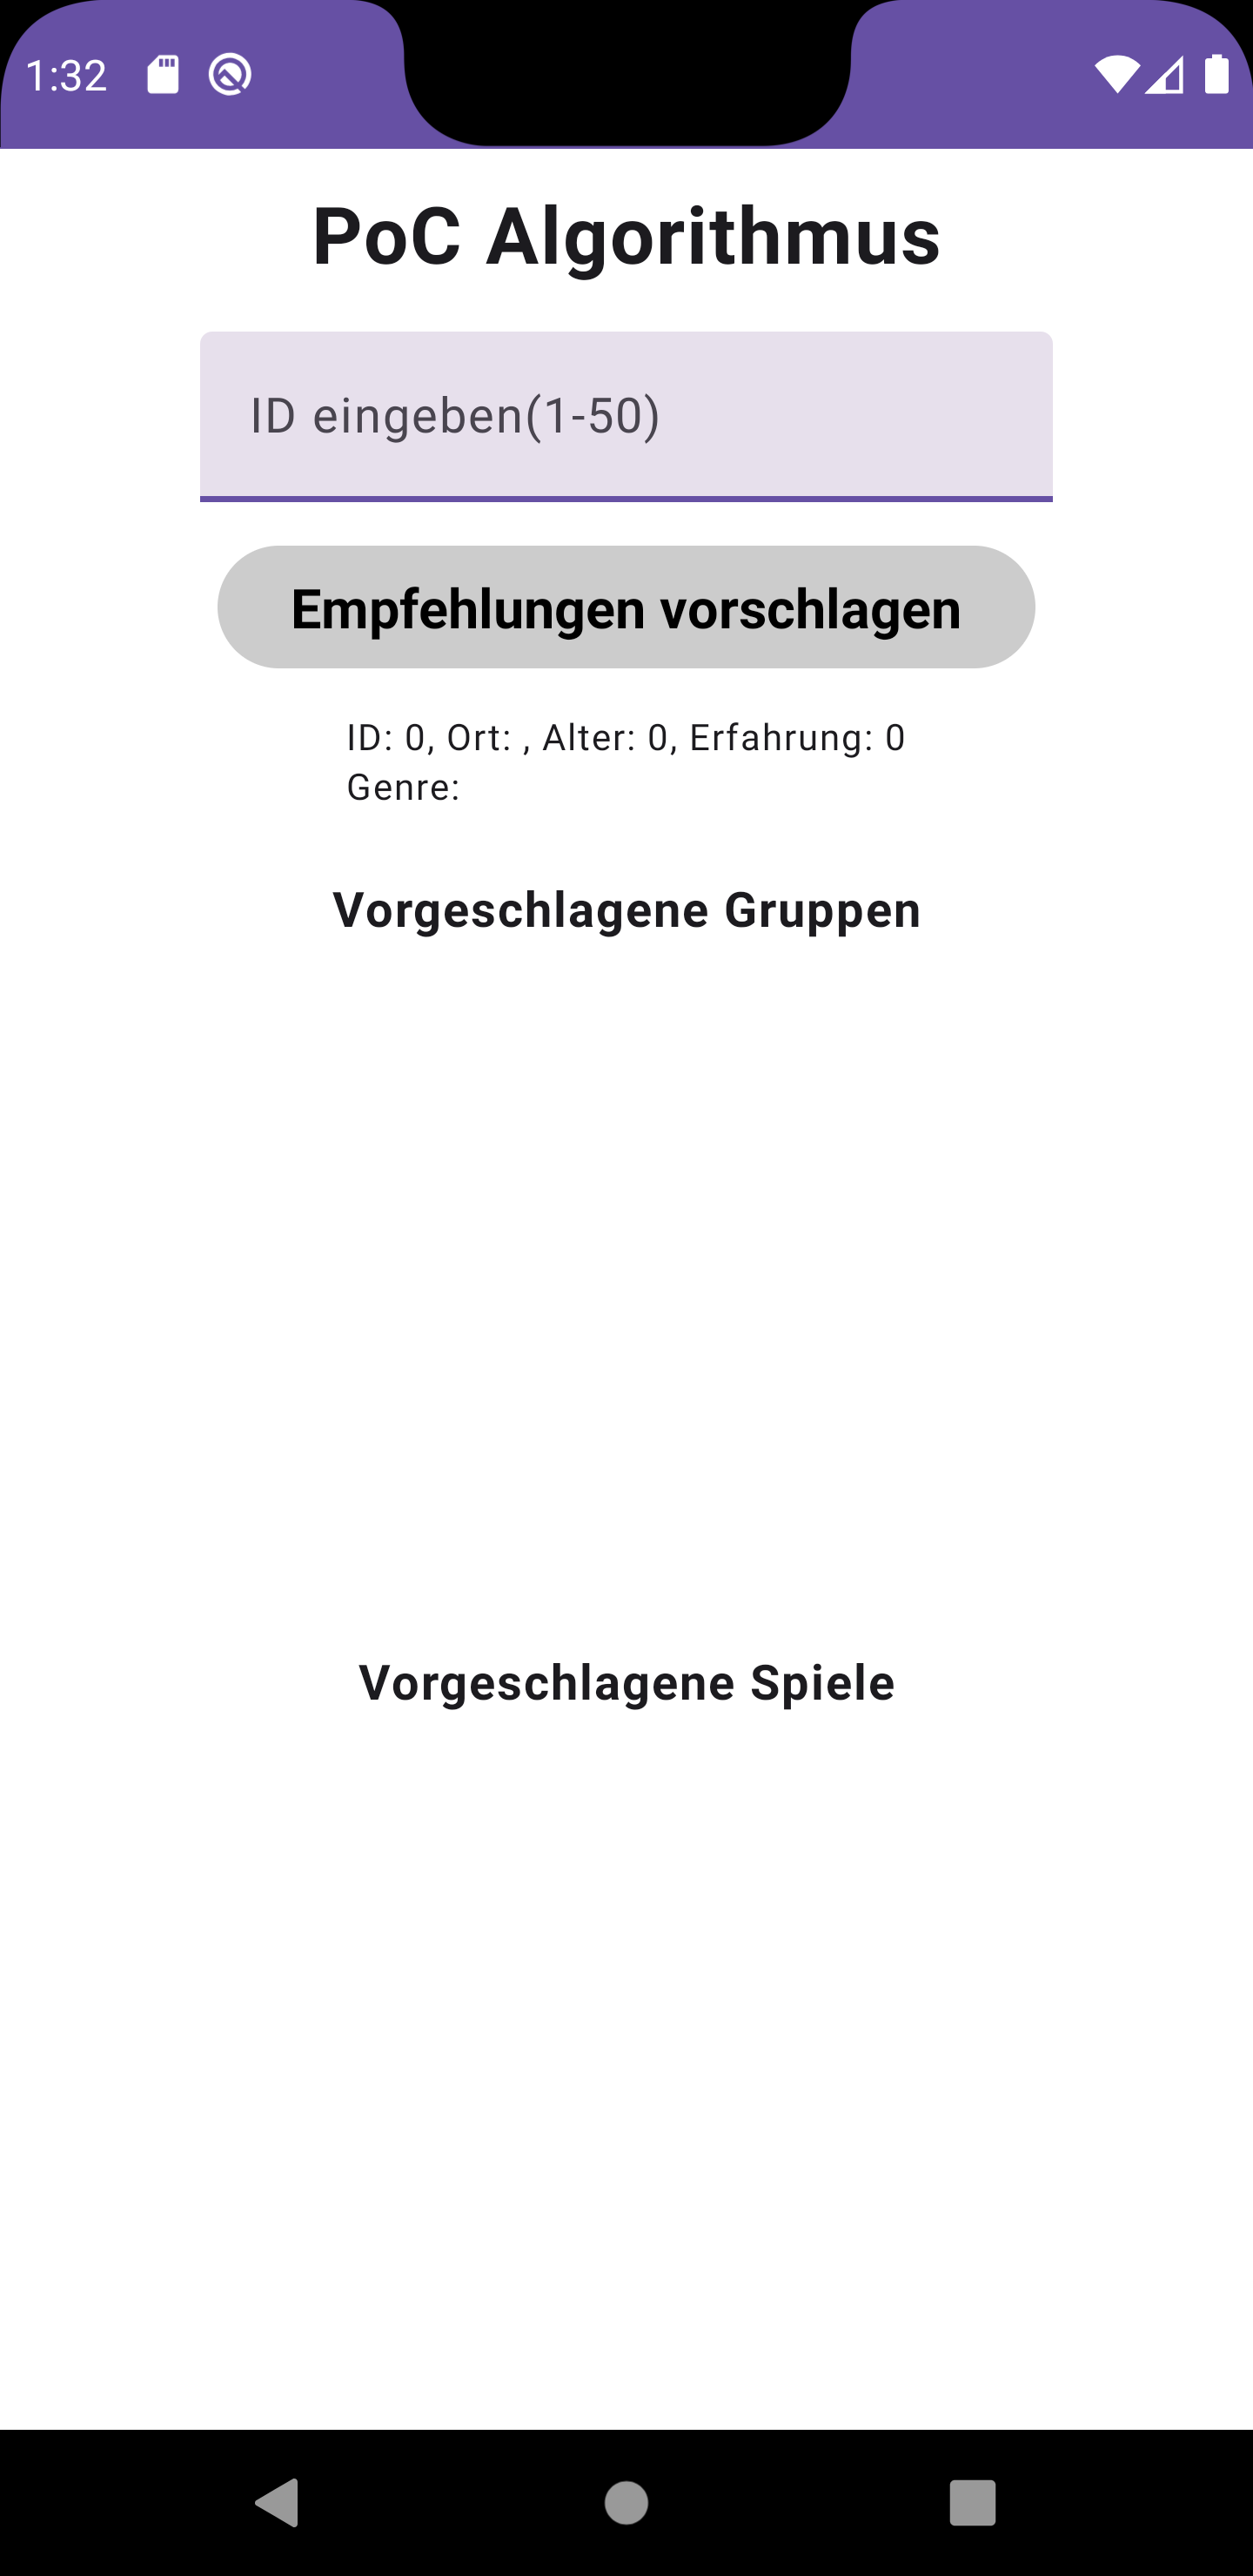 1:32
PoC Algorithmus
ID eingeben(1-50)
Empfehlungen vorschlagen
ID: 0, Ort: , Alter: 0, Erfahrung: 0
Genre:
Vorgeschlagene Gruppen
Vorgeschlagene Spiele